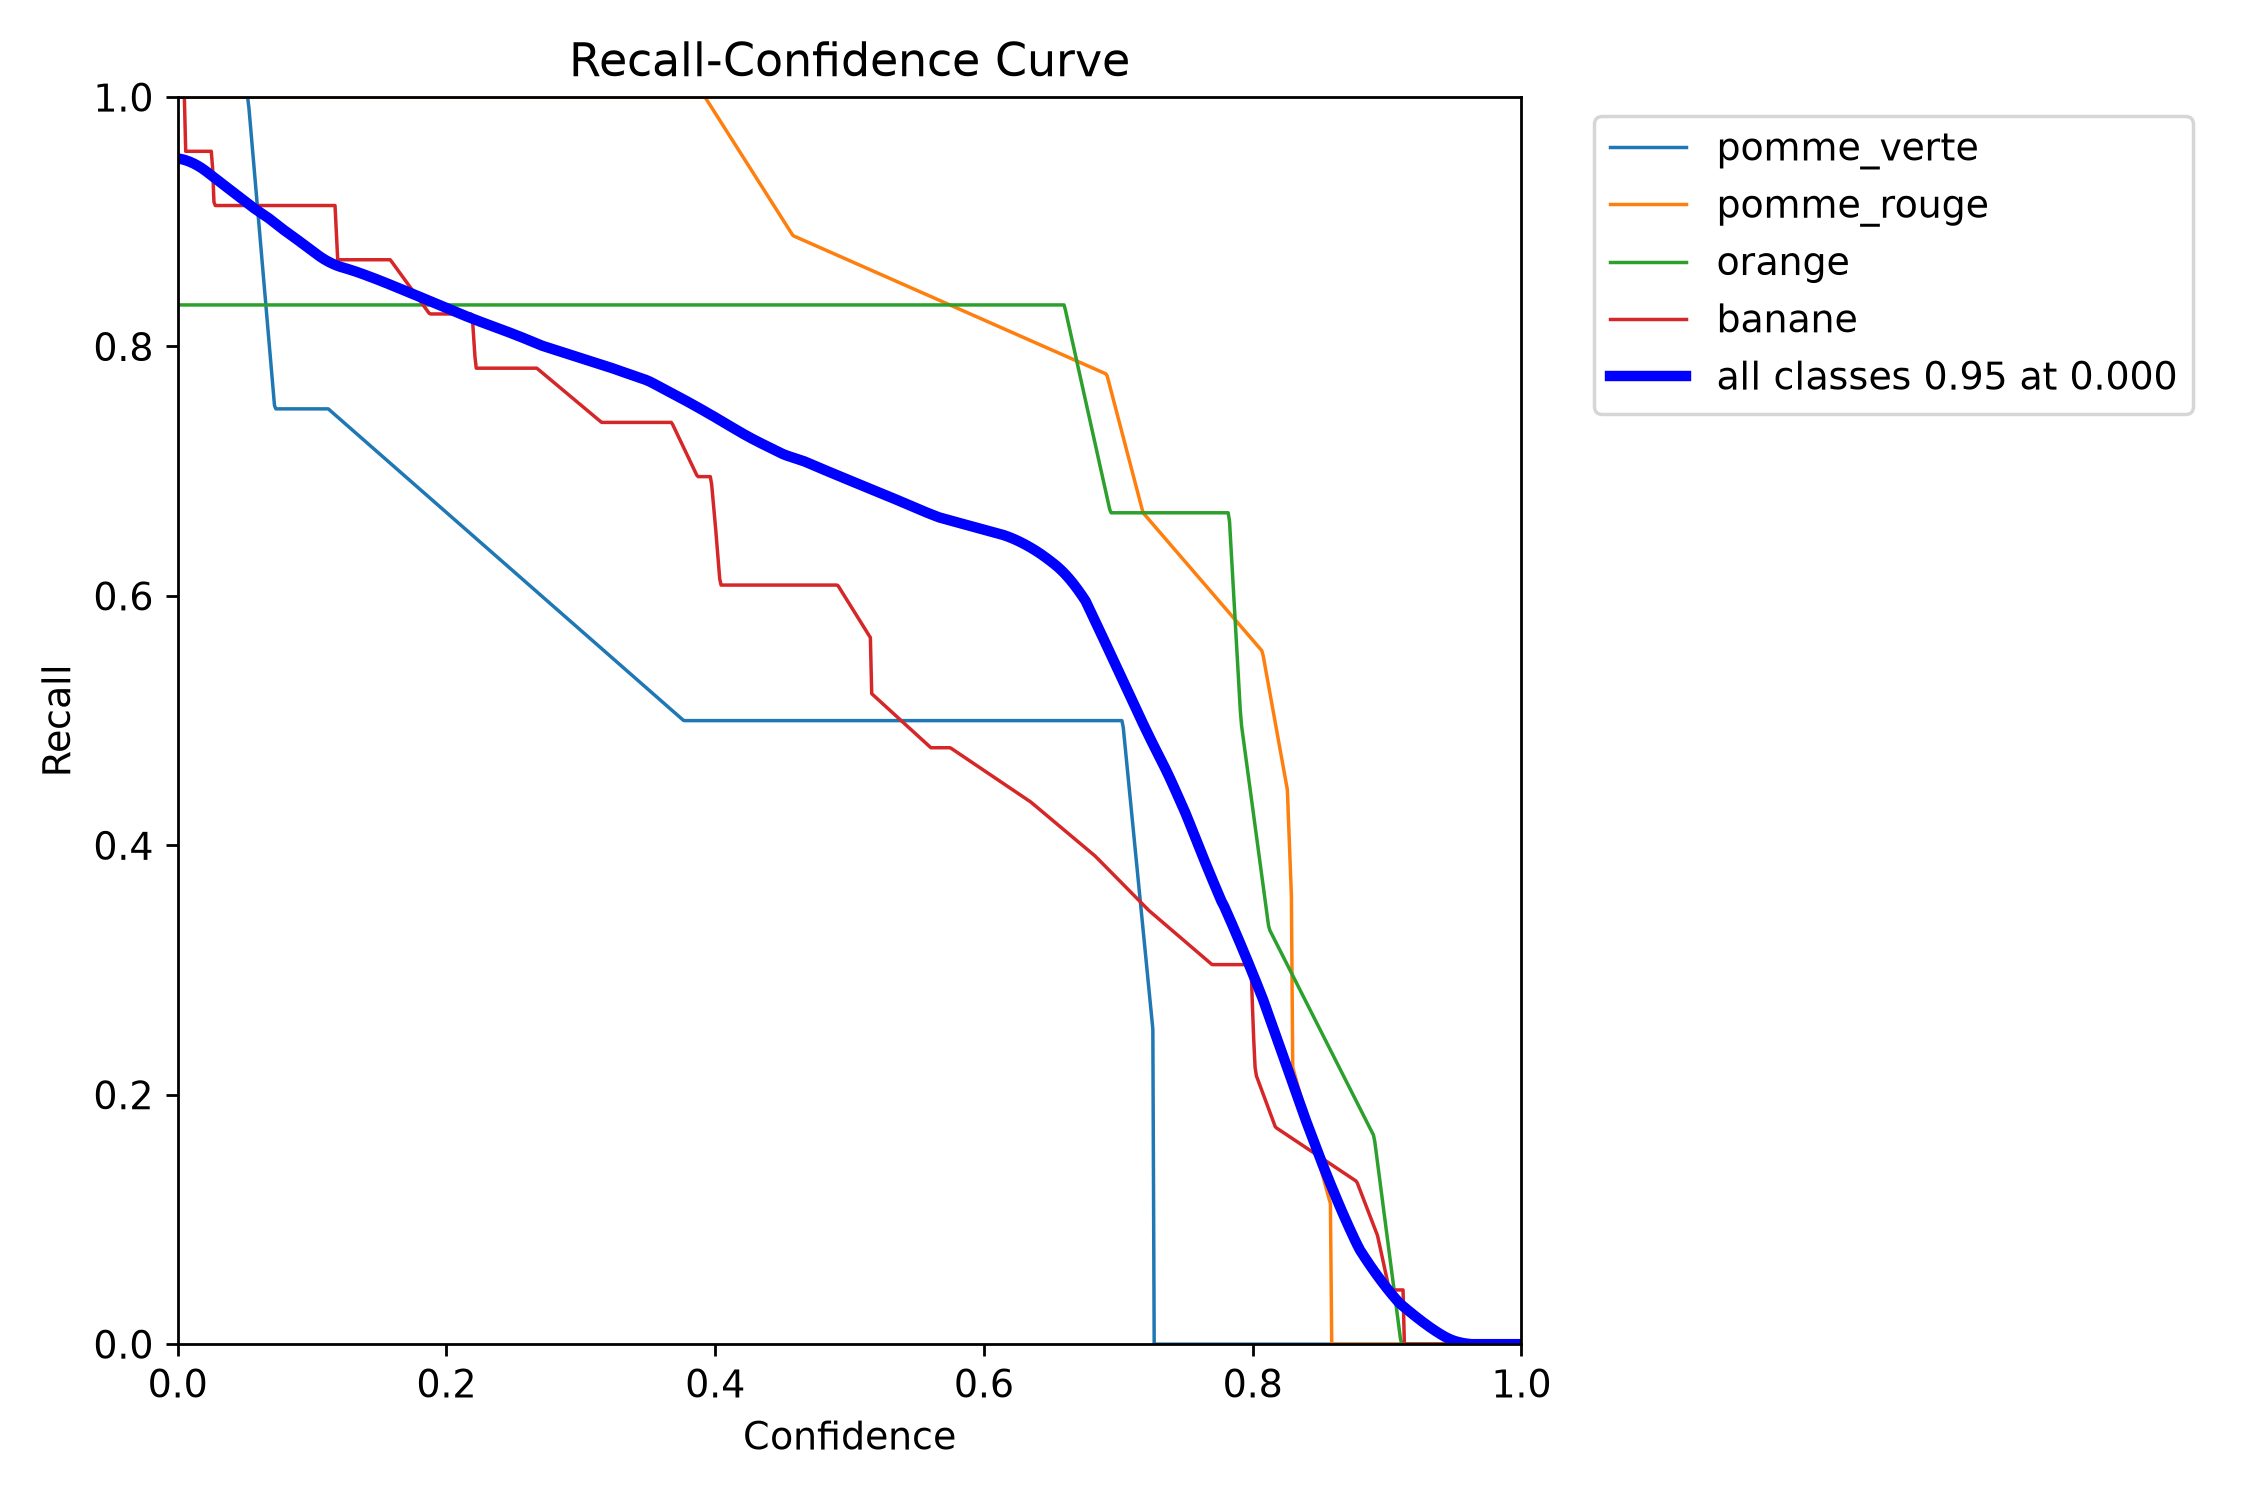 Recall-Confidence Curve
1.0
0.8
0.6
0.4
0.2
0.0
Recall
0.0 0.2 0.4 0.6 0.8 1.0
Confidence
pomme_verte
pomme_rouge
orange
banane
all classes 0.95 at 0.000